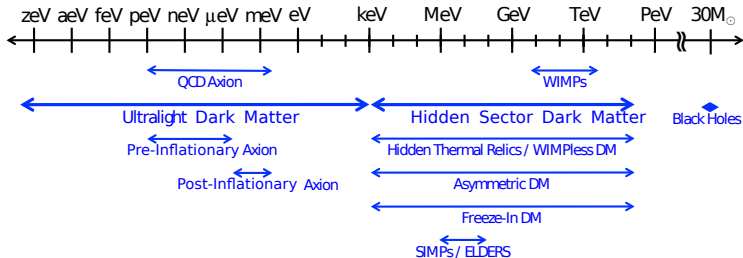 zeV aeV feV peV neV μeV meV eV keV MeV GeV TeV PeV 30M☉
QCD Axion WIMPs
Ultralight Dark Matter Hidden Sector Dark Matter Black Holes
Pre-Inflationary Axion Hidden Thermal Relics / WIMPless DM
Post-Inflationary Axion Asymmetric DM
Freeze-In DM
SIMPs / ELDERS